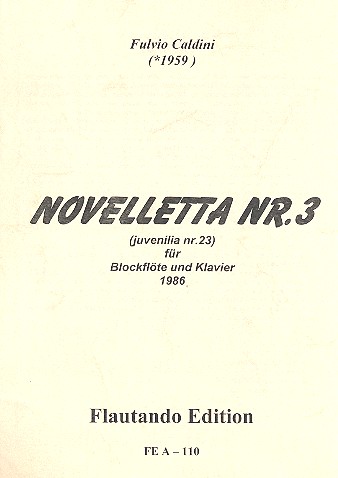 Fulvio Caldini
(*1959 )
NOVELLETTA NR.3
(juvenilia nr.23)
für
Blockflöte und Klavier
1986
Flautando Edition
FE A – 110